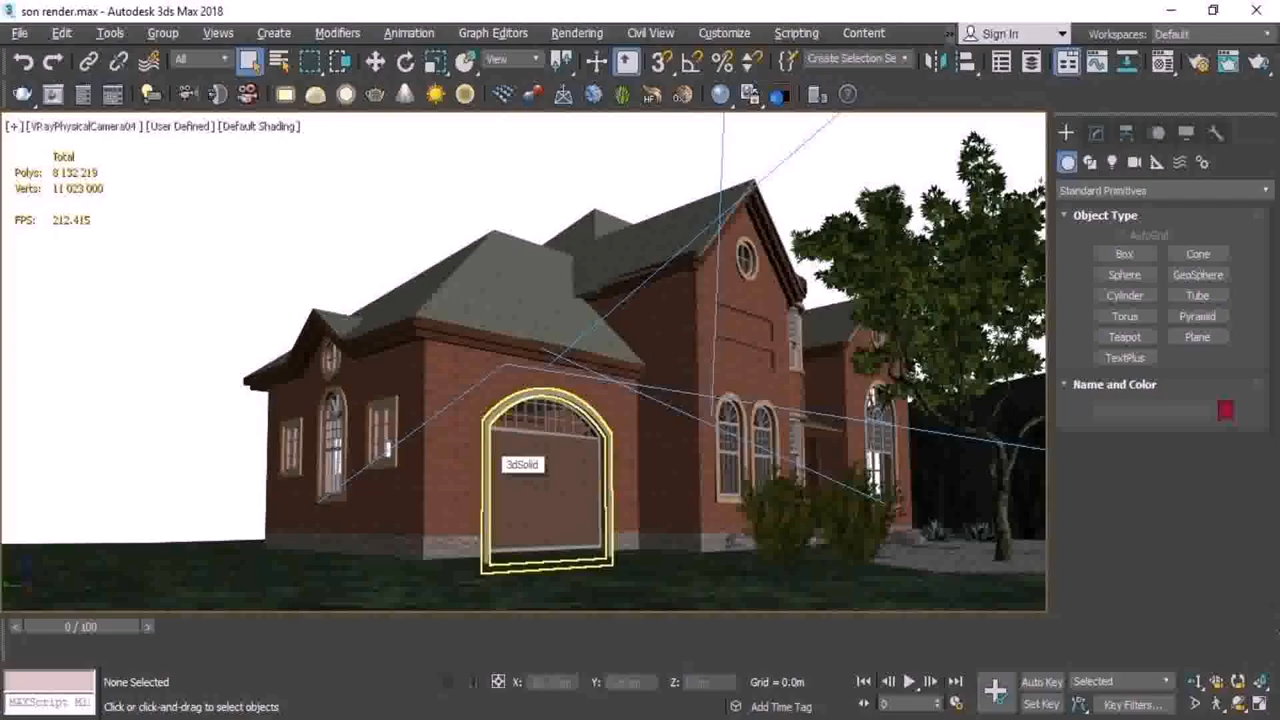 son render.max - Autodesk 3ds Max 2018
File Edit Tools Group Views Create Modifiers Animation Graph Editors Rendering Civil View Customize Scripting Content Sign In Workspaces: Default
All View Create Selection Se
[+] [VRayPhysicalCamera04 ] [User Defined ] [Default Shading ]
Total
Polys: 8 132 219
Verts: 11 023 000
FPS: 212.415
3dSolid
Standard Primitives
Object Type
AutoGrid
Box Cone
Sphere GeoSphere
Cylinder Tube
Torus Pyramid
Teapot Plane
TextPlus
Name and Color
0 / 100
None Selected X: Y: Z: Grid = 0.0m Auto Key Selected
MAXScript Mi Click or click-and-drag to select objects Add Time Tag 0 Set Key Key Filters...